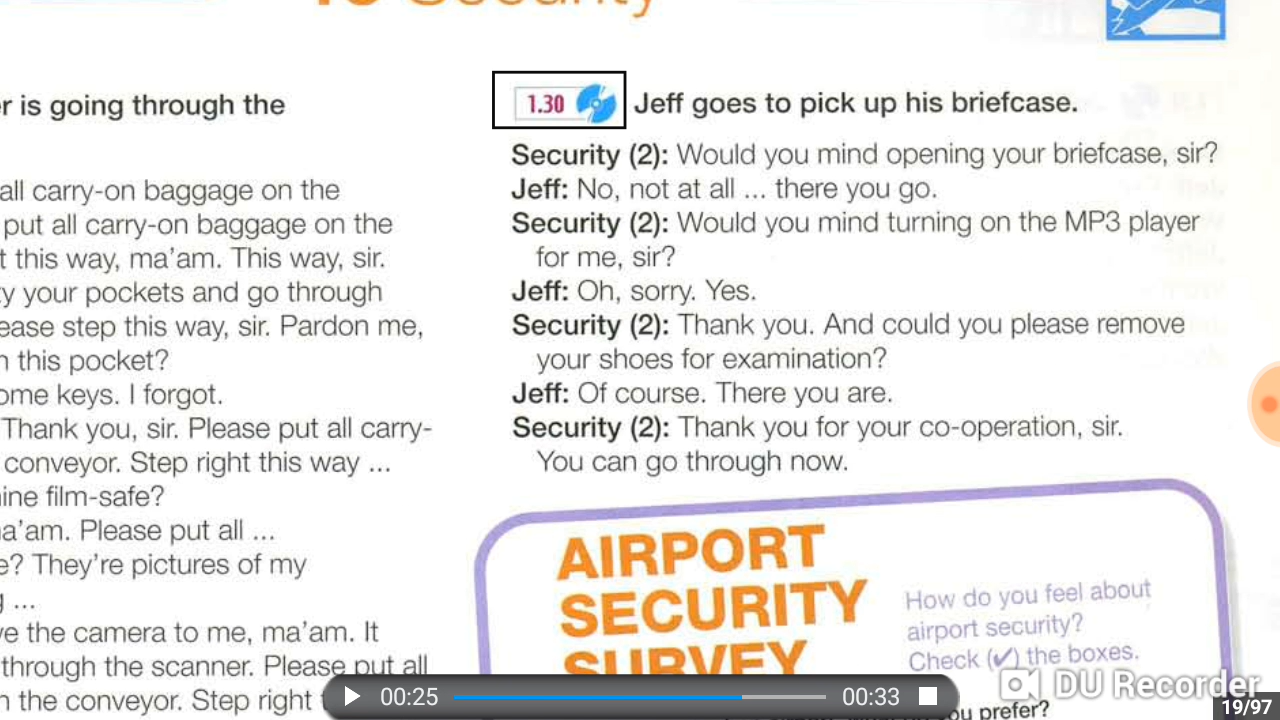 Security
er is going through the
all carry-on baggage on the
put all carry-on baggage on the
t this way, ma'am. This way, sir.
ty your pockets and go through
ease step this way, sir. Pardon me,
n this pocket?
ome keys. I forgot.
Thank you, sir. Please put all carry-
conveyor. Step right this way ...
ine film-safe?
a'am. Please put all ...
e? They're pictures of my
g ...
ve the camera to me, ma'am. It
through the scanner. Please put all
n the conveyor. Step right
1.30 Jeff goes to pick up his briefcase.
Security (2): Would you mind opening your briefcase, sir?
Jeff: No, not at all ... there you go.
Security (2): Would you mind turning on the MP3 player
for me, sir?
Jeff: Oh, sorry. Yes.
Security (2): Thank you. And could you please remove
your shoes for examination?
Jeff: Of course. There you are.
Security (2): Thank you for your co-operation, sir.
You can go through now.
AIRPORT
SECURITY
SURVEY
How do you feel about
airport security?
Check (✔) the boxes.
you prefer?
00:25
00:33
DU Recorder
19/97